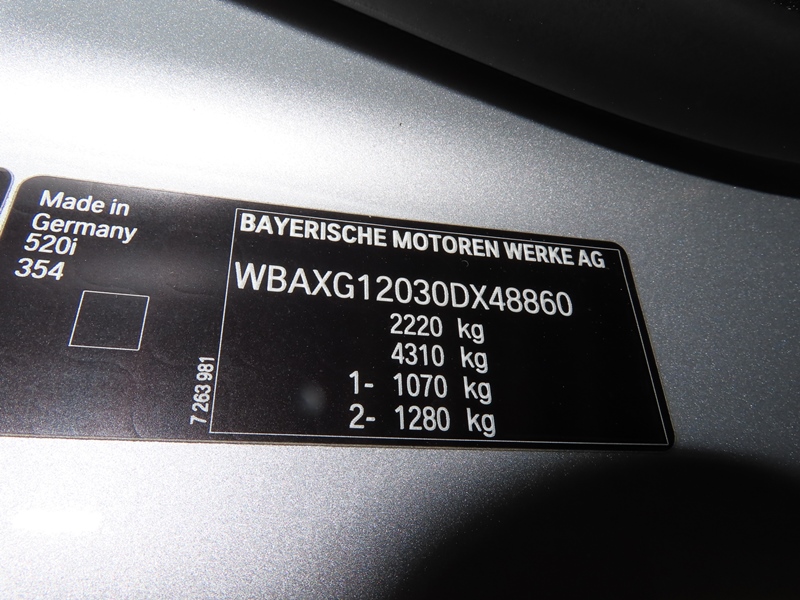 Made in
Germany
520i
354
7 263 981
BAYERISCHE MOTOREN WERKE AG
WBAXG12030DX48860
2220 kg
4310 kg
1- 1070 kg
2- 1280 kg